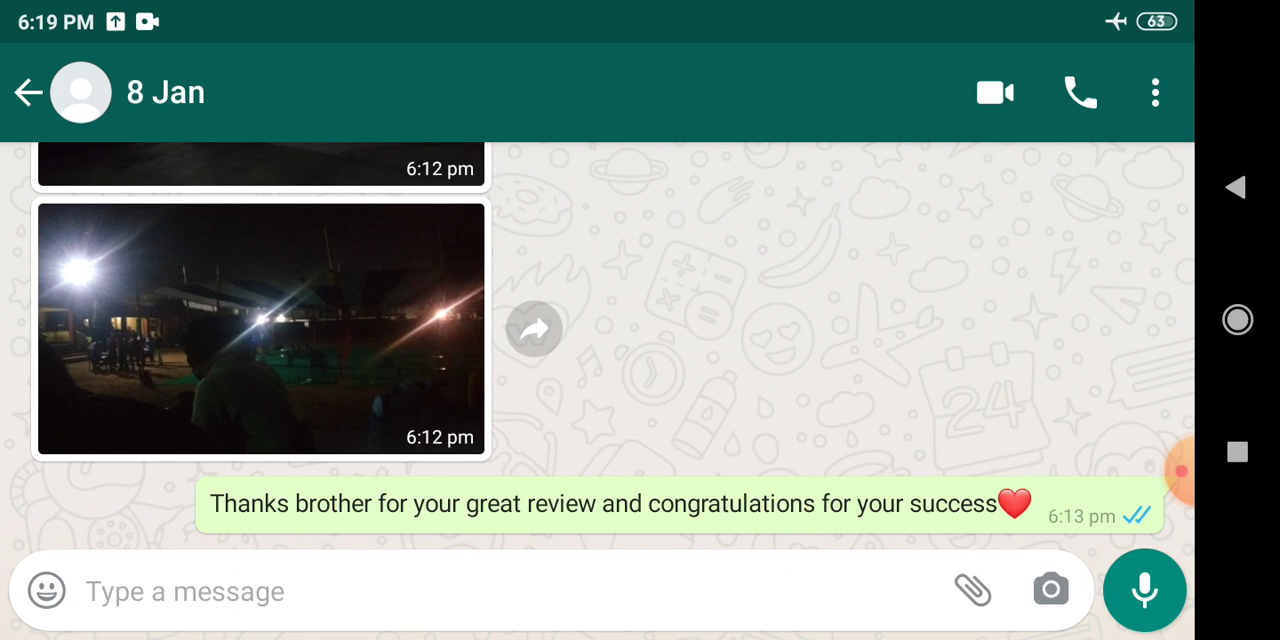 6:19 PM 63
8 Jan
6:12 pm
6:12 pm
Thanks brother for your great review and congratulations for your success❤️ 6:13 pm
Type a message